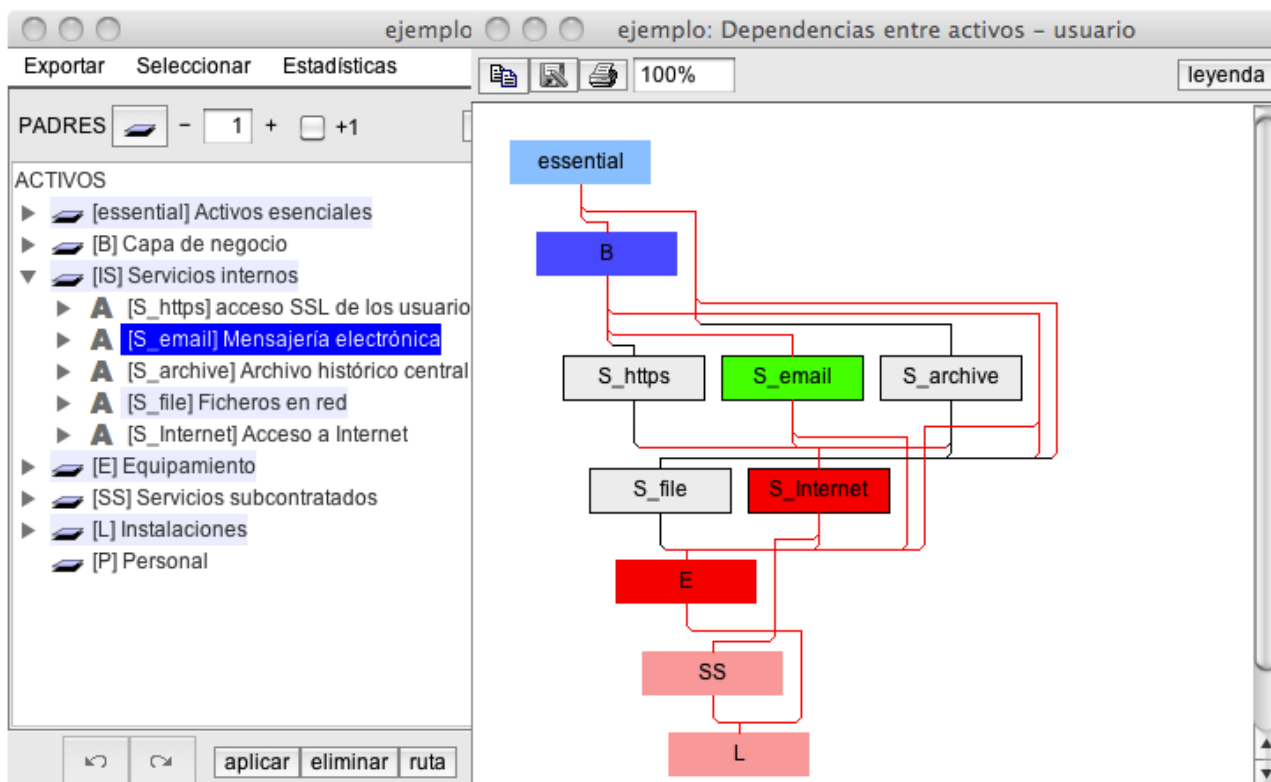 ejemplo
Exportar Seleccionar Estadísticas
PADRES - 1 + +1
ACTIVOS
[essential] Activos esenciales
[B] Capa de negocio
[IS] Servicios internos
A [S_https] acceso SSL de los usuario
A [S_email] Mensajería electrónica
A [S_archive] Archivo histórico central
A [S_file] Ficheros en red
A [S_Internet] Acceso a Internet
[E] Equipamiento
[SS] Servicios subcontratados
[L] Instalaciones
[P] Personal
aplicar eliminar ruta
ejemplo: Dependencias entre activos – usuario
100% leyenda
essential
B
S_https S_email S_archive
S_file S_Internet
E
SS
L